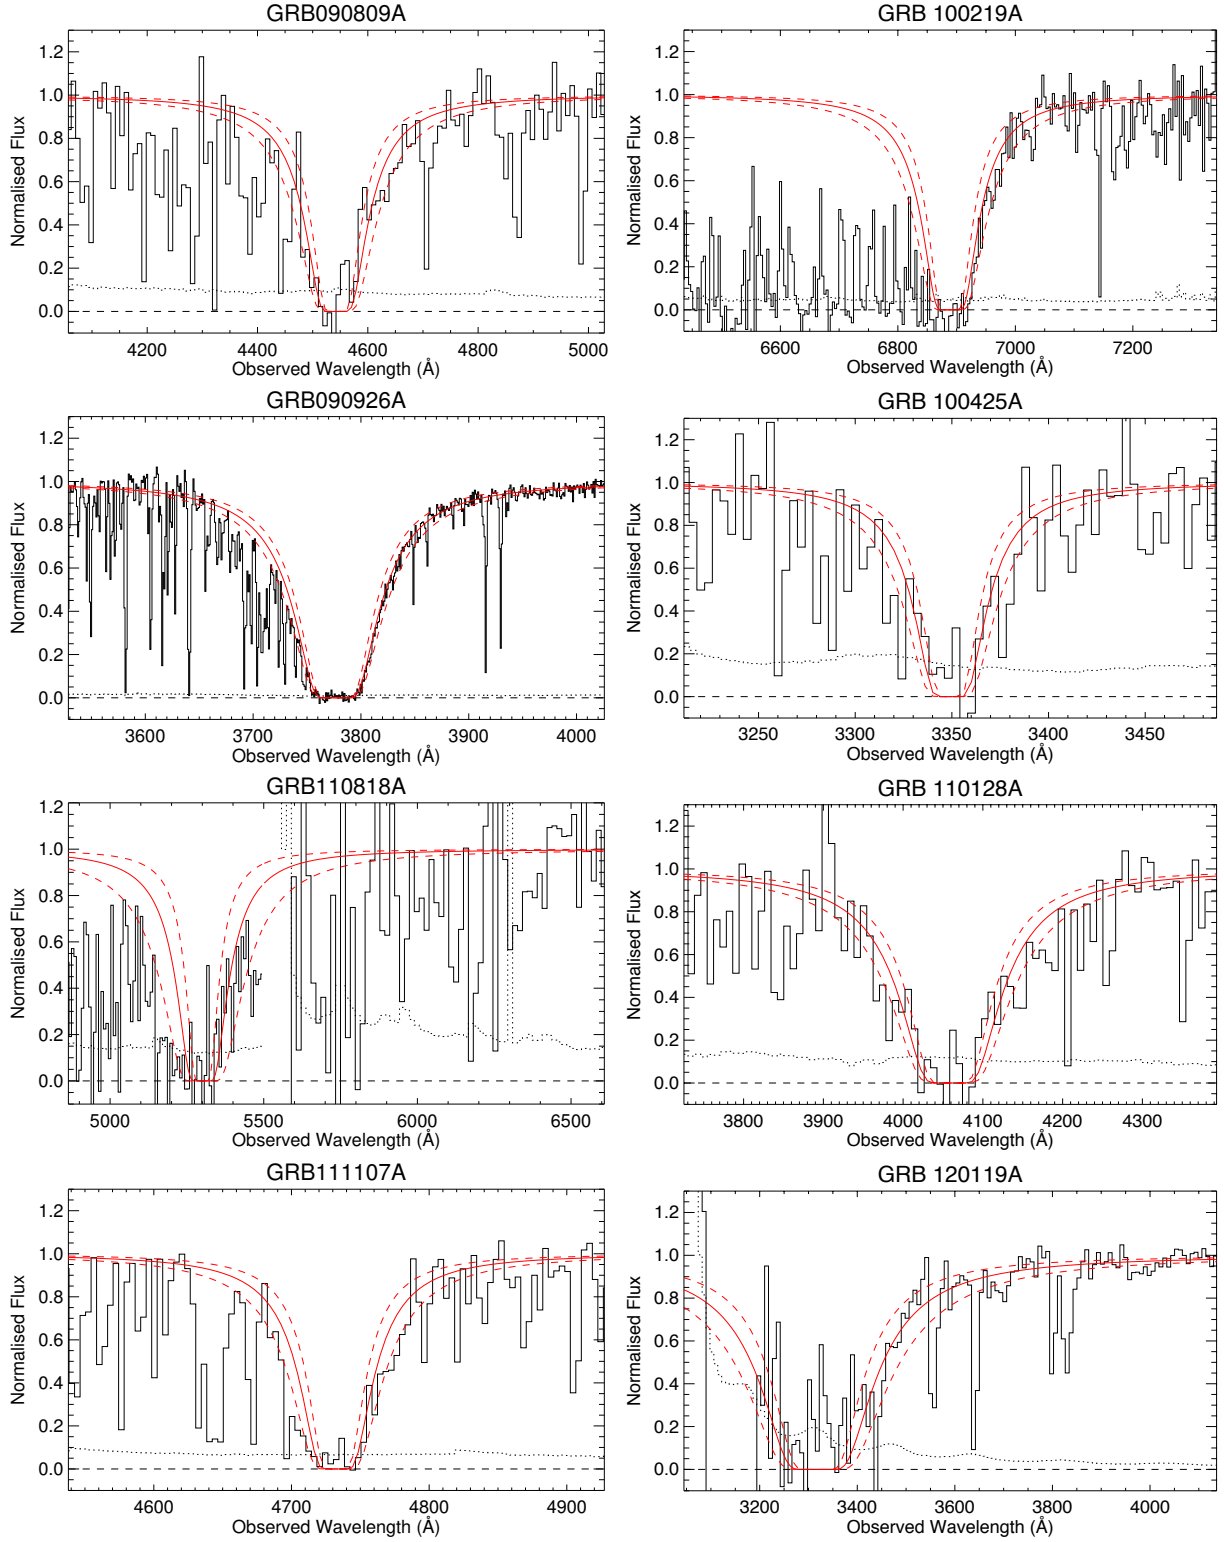 GRB090809A
1.2
1.0
0.8
0.6
0.4
0.2
0.0
Normalised Flux
4200 4400 4600 4800 5000
Observed Wavelength (Å)
GRB 100219A
1.2
1.0
0.8
0.6
0.4
0.2
0.0
Normalised Flux
6600 6800 7000 7200
Observed Wavelength (Å)
GRB090926A
1.2
1.0
0.8
0.6
0.4
0.2
0.0
Normalised Flux
3600 3700 3800 3900 4000
Observed Wavelength (Å)
GRB 100425A
1.2
1.0
0.8
0.6
0.4
0.2
0.0
Normalised Flux
3250 3300 3350 3400 3450
Observed Wavelength (Å)
GRB110818A
1.2
1.0
0.8
0.6
0.4
0.2
0.0
Normalised Flux
5000 5500 6000 6500
Observed Wavelength (Å)
GRB 110128A
1.2
1.0
0.8
0.6
0.4
0.2
0.0
Normalised Flux
3800 3900 4000 4100 4200 4300
Observed Wavelength (Å)
GRB111107A
1.2
1.0
0.8
0.6
0.4
0.2
0.0
Normalised Flux
4600 4700 4800 4900
Observed Wavelength (Å)
GRB 120119A
1.2
1.0
0.8
0.6
0.4
0.2
0.0
Normalised Flux
3200 3400 3600 3800 4000
Observed Wavelength (Å)